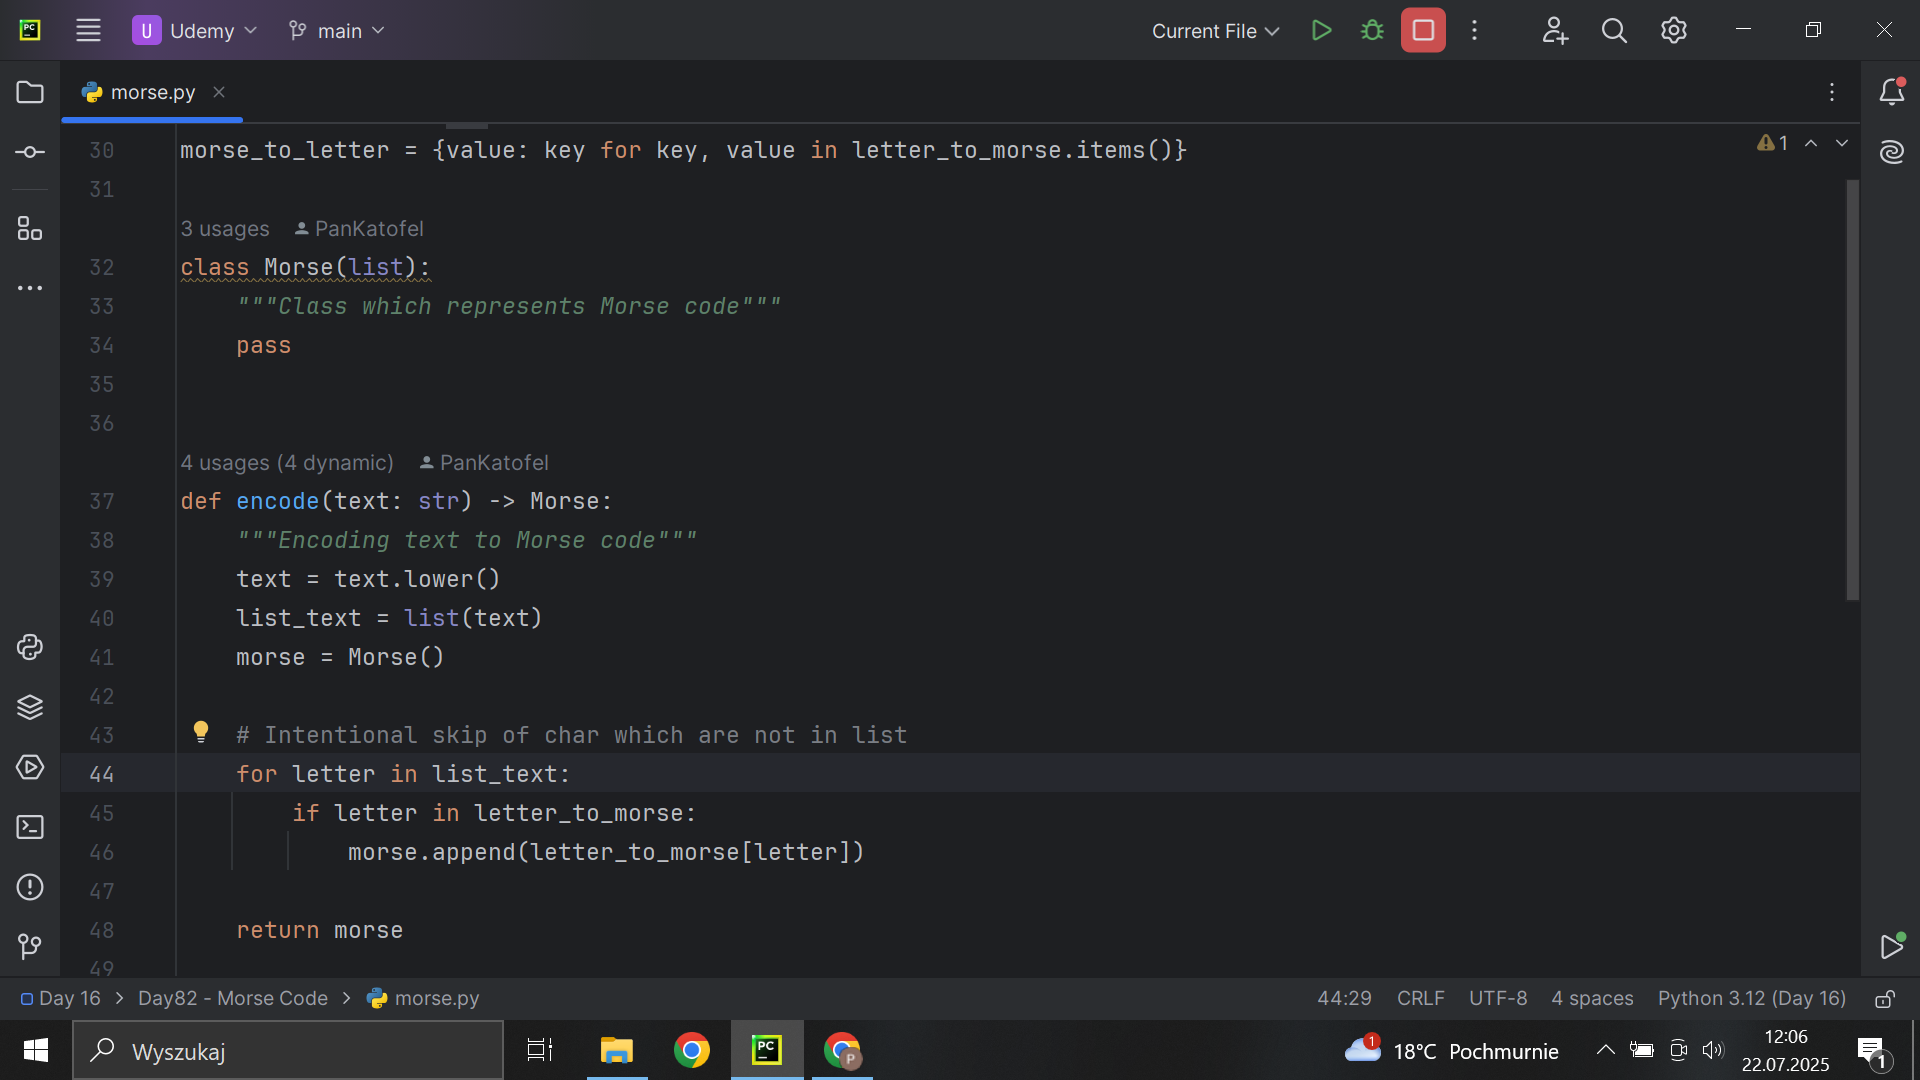 PC
U Udemy
main
Current File
morse.py
30 morse_to_letter = {value: key for key, value in letter_to_morse.items()}
1
31
3 usages PanKatofel
32 class Morse(list):
33 """Class which represents Morse code"""
34 pass
35
36
4 usages (4 dynamic) PanKatofel
37 def encode(text: str) -> Morse:
38 """Encoding text to Morse code"""
39 text = text.lower()
40 list_text = list(text)
41 morse = Morse()
42
43 # Intentional skip of char which are not in list
44 for letter in list_text:
45 if letter in letter_to_morse:
46 morse.append(letter_to_morse[letter])
47
48 return morse
49
Day 16 > Day82 - Morse Code > morse.py
44:29 CRLF UTF-8 4 spaces Python 3.12 (Day 16)
Wyszukaj
PC
P
1
18°C Pochmurnie
12:06
22.07.2025
1